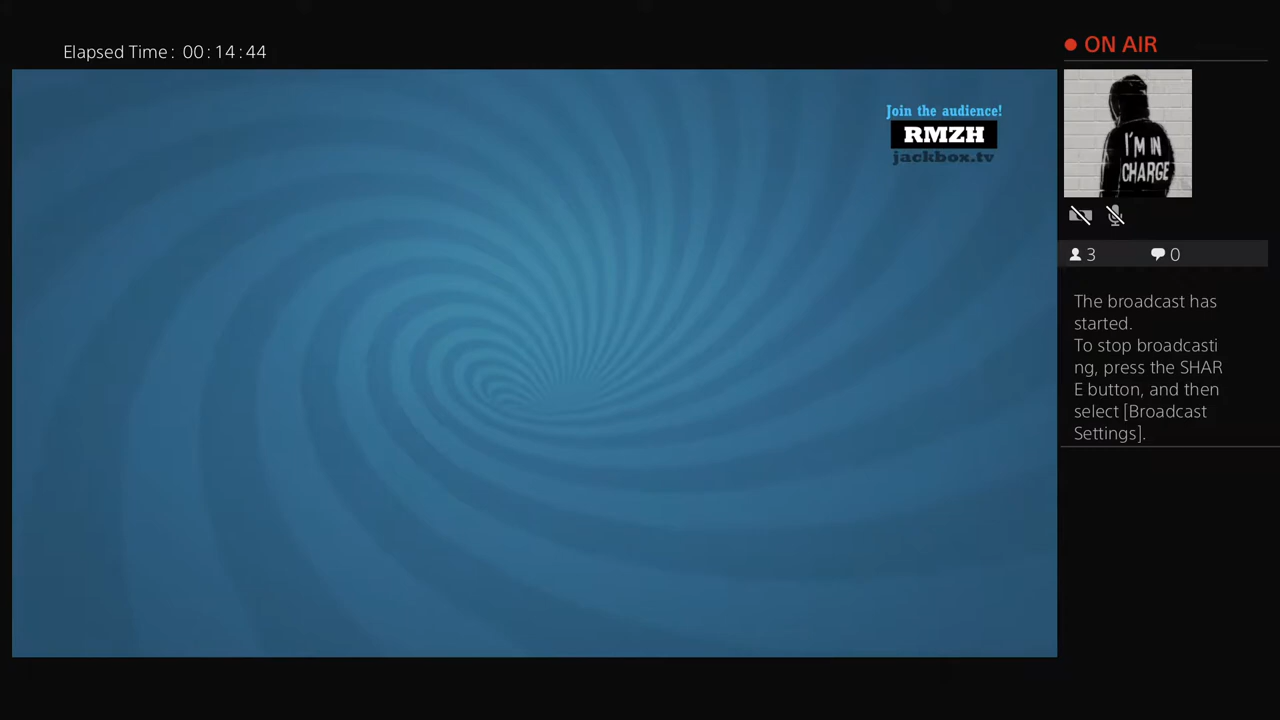 Elapsed Time: 00:14:44
ON AIR
Join the audience!
RMZH
jackbox.tv
I'M IN
CHARGE
3
0
The broadcast has
started.
To stop broadcasti
ng, press the SHAR
E button, and then
select [Broadcast
Settings].